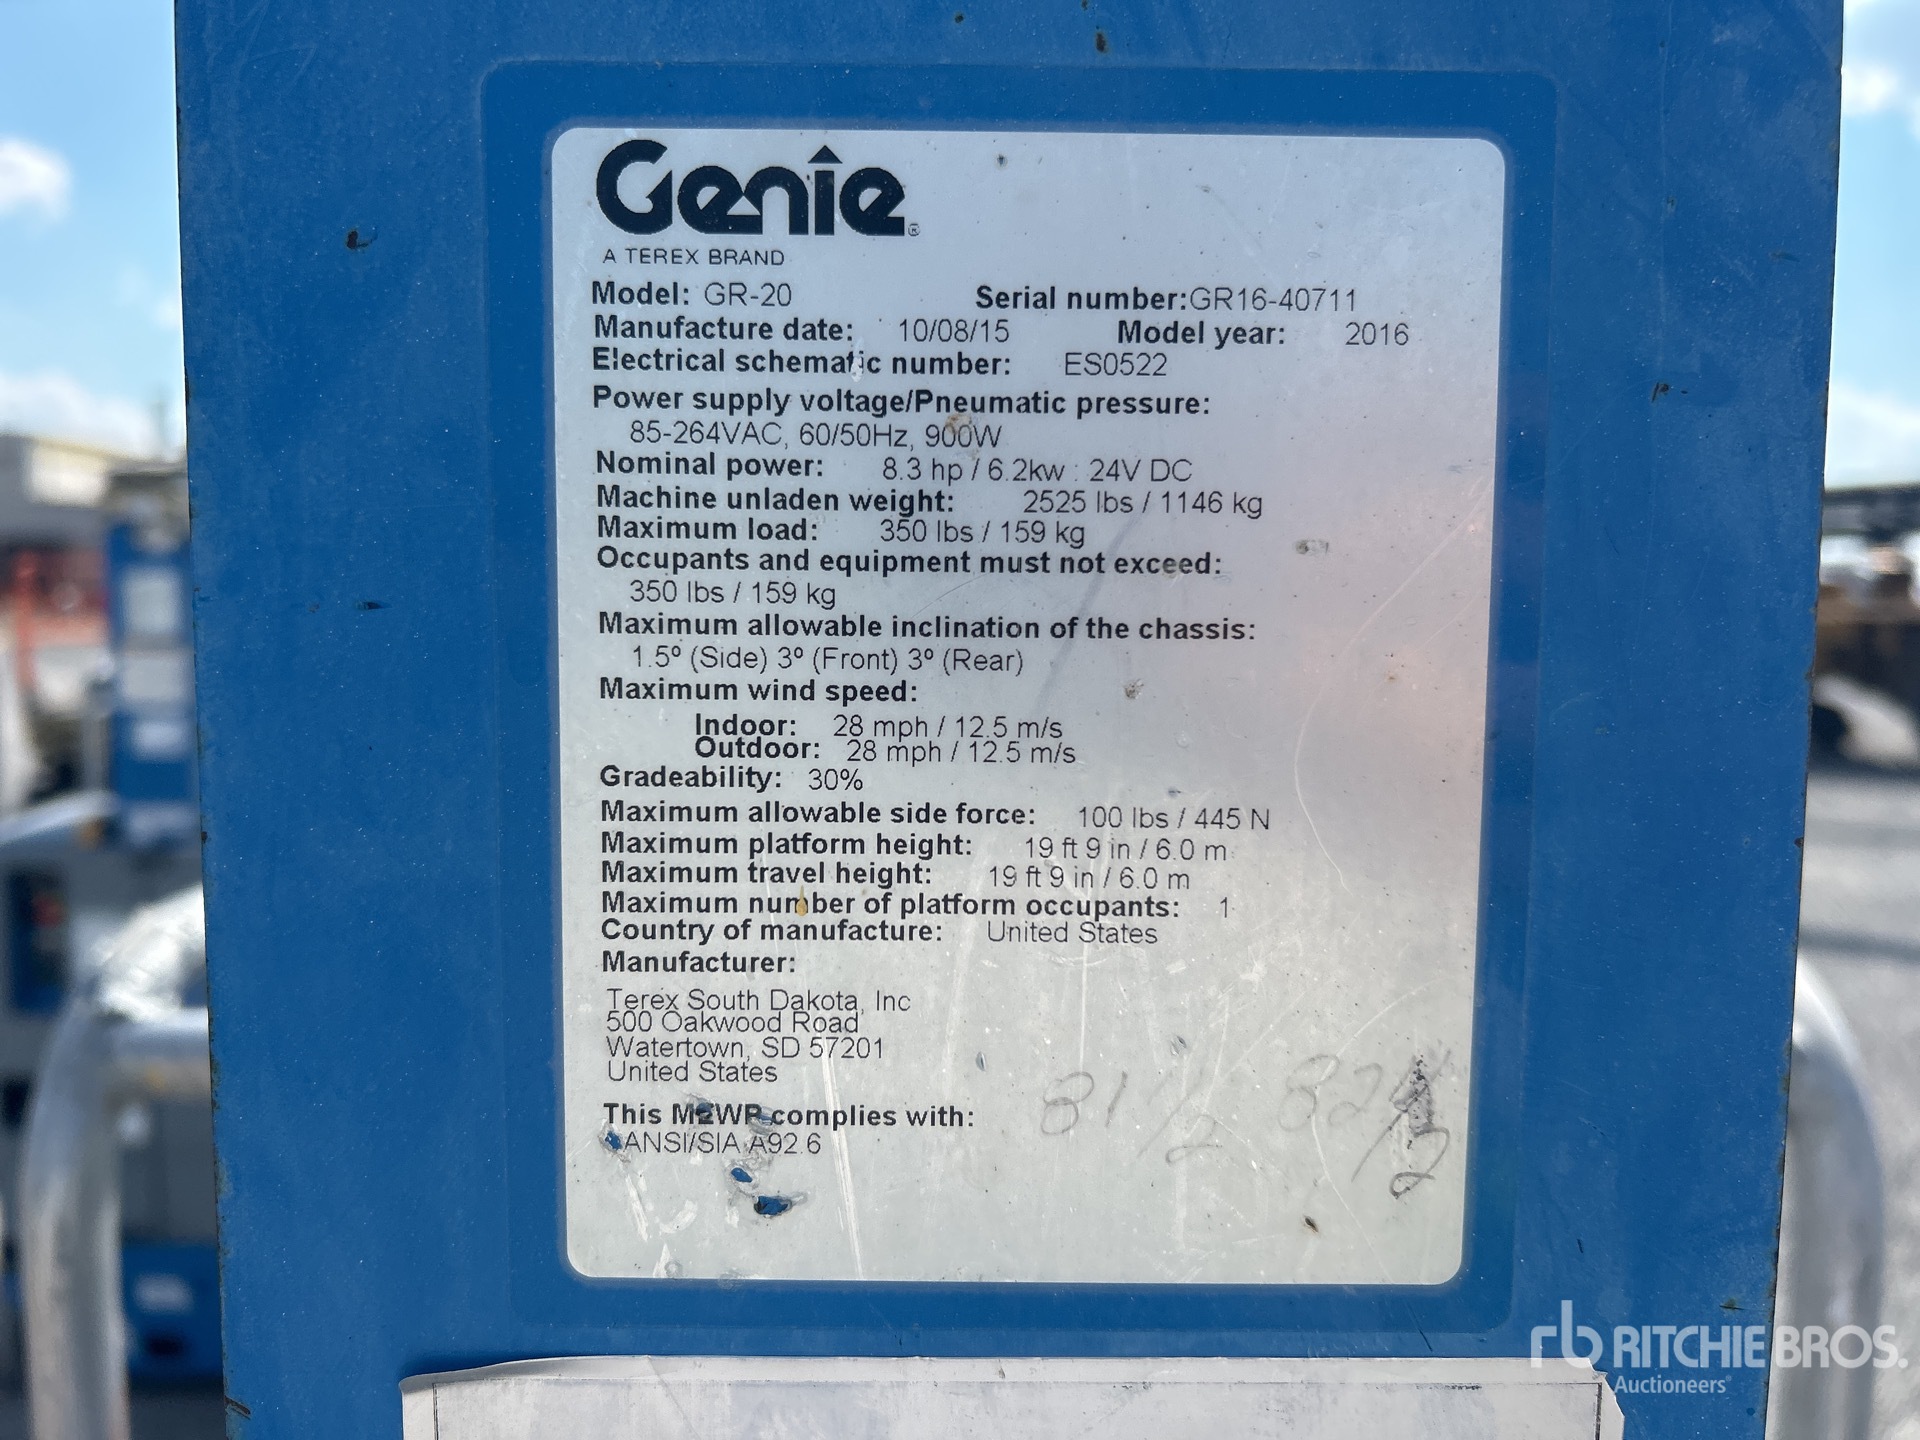 Genie®
A TEREX BRAND
Model: GR-20 Serial number:GR16-40711
Manufacture date: 10/08/15 Model year: 2016
Electrical schematic number: ES0522
Power supply voltage/Pneumatic pressure:
85-264VAC, 60/50Hz, 900W
Nominal power: 8.3 hp / 6.2kw : 24V DC
Machine unladen weight: 2525 lbs / 1146 kg
Maximum load: 350 lbs / 159 kg
Occupants and equipment must not exceed:
350 lbs / 159 kg
Maximum allowable inclination of the chassis:
1.5º (Side) 3º (Front) 3º (Rear)
Maximum wind speed:
Indoor: 28 mph / 12.5 m/s
Outdoor: 28 mph / 12.5 m/s
Gradeability: 30%
Maximum allowable side force: 100 lbs / 445 N
Maximum platform height: 19 ft 9 in / 6.0 m
Maximum travel height: 19 ft 9 in / 6.0 m
Maximum number of platform occupants: 1
Country of manufacture: United States
Manufacturer:
Terex South Dakota, Inc
500 Oakwood Road
Watertown, SD 57201
United States
81 1/2
This MEWP complies with:
ANSI/SIA A92.6
rb RITCHIE BROS.
Auctioneers